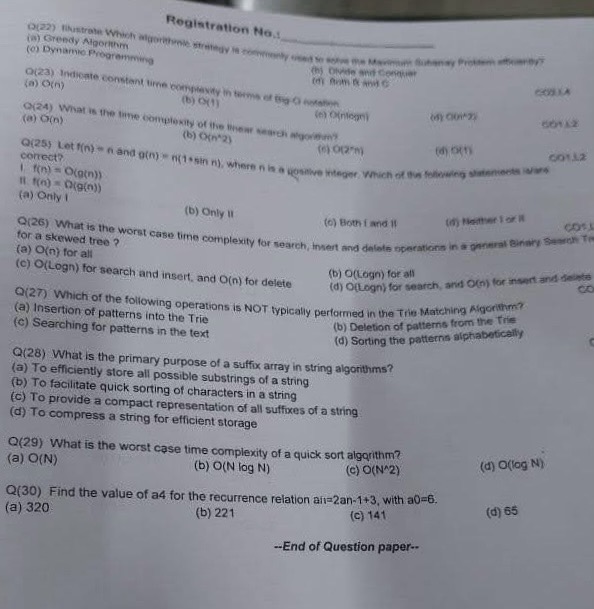 Registration No.:
Q(22) Illustrate Which algorithmic strategy is commonly used to solve the Maximum Subarray Problem efficiently?
(a) Greedy Algorithm (b) Divide and Conquer
(c) Dynamic Programming (d) Both B and C
CO3 L4
Q(23) Indicate constant time complexity in terms of Big-O notation
(a) O(n) (b) O(1) (c) O(nlogn) (d) O(n^2)
CO1 L2
Q(24) What is the time complexity of the linear search algorithm?
(a) O(n) (b) O(n^2) (c) O(2^n) (d) O(1)
CO1 L2
Q(25) Let f(n) = n and g(n) = n(1+sin n), where n is a positive integer. Which of the following statements is/are
correct?
I. f(n) = O(g(n))
II. f(n) = Ω(g(n))
(a) Only I (b) Only II (c) Both I and II (d) Neither I or II
CO1
Q(26) What is the worst case time complexity for search, insert and delete operations in a general Binary Search
for a skewed tree ?
(a) O(n) for all (b) O(Logn) for all
(c) O(Logn) for search and insert, and O(n) for delete (d) O(Logn) for search, and O(n) for insert and delete
CO
Q(27) Which of the following operations is NOT typically performed in the Trie Matching Algorithm?
(a) Insertion of patterns into the Trie (b) Deletion of patterns from the Trie
(c) Searching for patterns in the text (d) Sorting the patterns alphabetically
Q(28) What is the primary purpose of a suffix array in string algorithms?
(a) To efficiently store all possible substrings of a string
(b) To facilitate quick sorting of characters in a string
(c) To provide a compact representation of all suffixes of a string
(d) To compress a string for efficient storage
Q(29) What is the worst case time complexity of a quick sort algorithm?
(a) O(N) (b) O(N log N) (c) O(N^2) (d) O(log N)
Q(30) Find the value of a4 for the recurrence relation an=2an-1+3, with a0=6.
(a) 320 (b) 221 (c) 141 (d) 65
--End of Question paper--